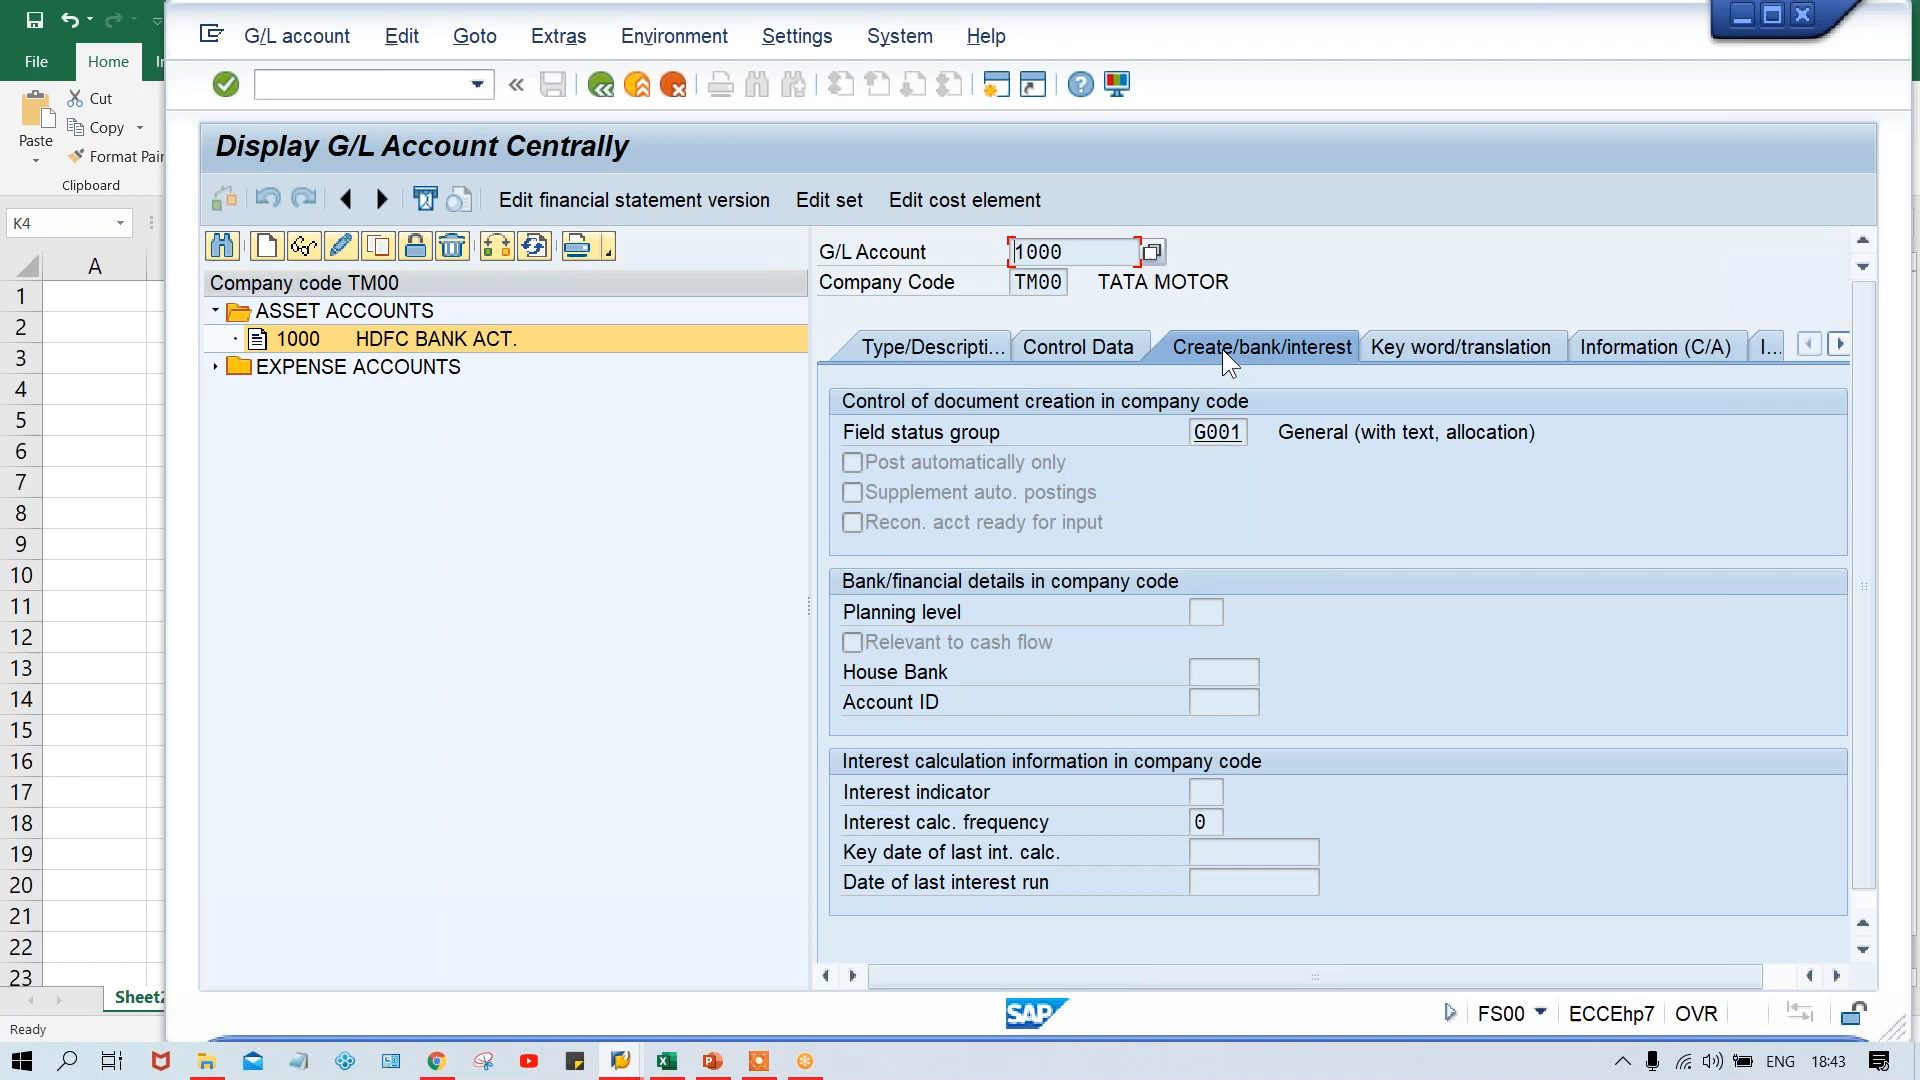 G/L account Edit Goto Extras Environment Settings System Help
File Home
Cut
Copy
Paste
Format Pain
Clipboard
K4
A
1
2
3
4
5
6
7
8
9
10
11
12
13
14
15
16
17
18
19
20
21
22
23
Sheet2
Ready
Display G/L Account Centrally
Edit financial statement version Edit set Edit cost element
Company code TM00
ASSET ACCOUNTS
1000 HDFC BANK ACT.
EXPENSE ACCOUNTS
G/L Account 1000
Company Code TM00 TATA MOTOR
Type/Descripti... Control Data Create/bank/interest Key word/translation Information (C/A) I...
Control of document creation in company code
Field status group G001 General (with text, allocation)
Post automatically only
Supplement auto. postings
Recon. acct ready for input
Bank/financial details in company code
Planning level
Relevant to cash flow
House Bank
Account ID
Interest calculation information in company code
Interest indicator
Interest calc. frequency 0
Key date of last int. calc.
Date of last interest run
SAP
FS00 ECCEhp7 OVR
ENG 18:43